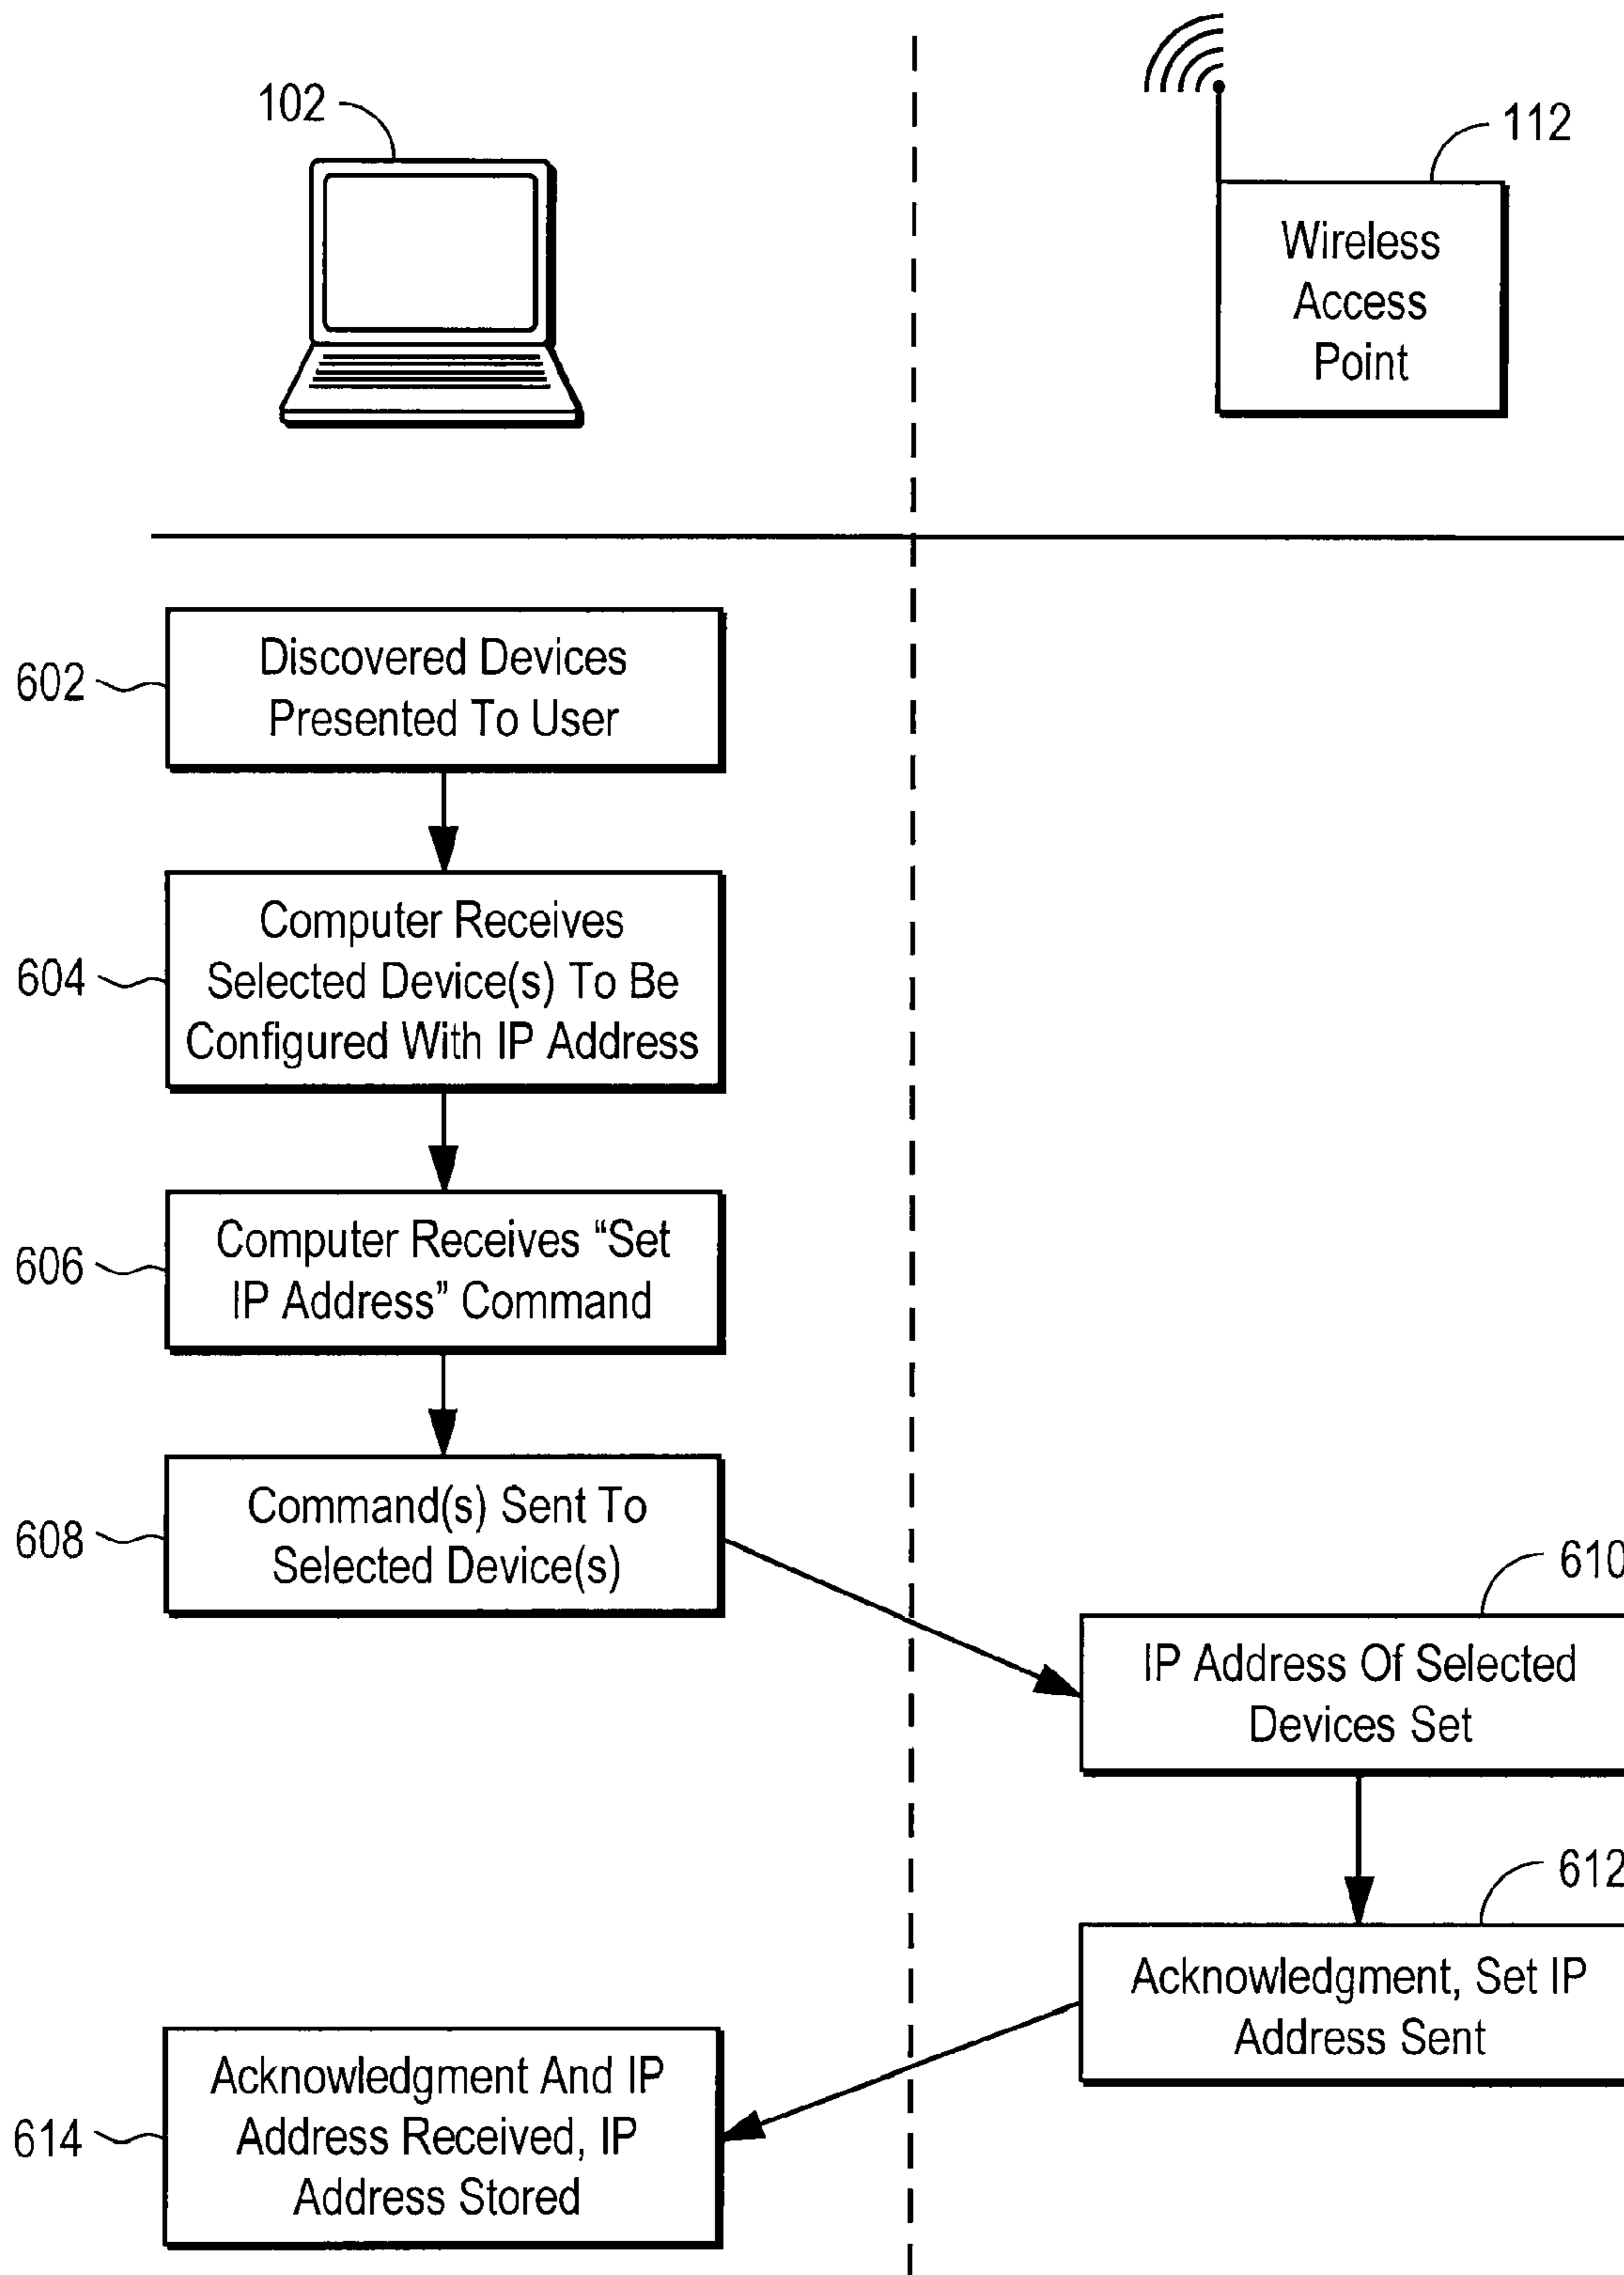 102
112
Wireless
Access
Point
602
Discovered Devices
Presented To User
604
Computer Receives
Selected Device(s) To Be
Configured With IP Address
606
Computer Receives “Set
IP Address” Command
608
Command(s) Sent To
Selected Device(s)
610
IP Address Of Selected
Devices Set
612
Acknowledgment, Set IP
Address Sent
614
Acknowledgment And IP
Address Received, IP
Address Stored